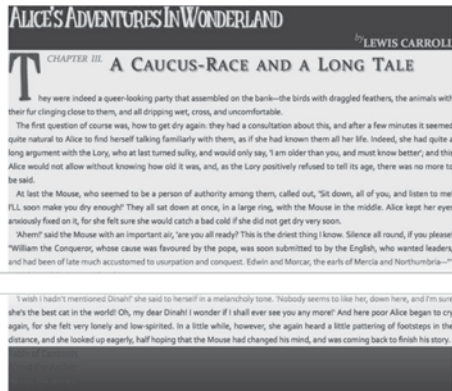 ALICE'S ADVENTURES IN WONDERLAND
by LEWIS CARROLL
CHAPTER III. A CAUCUS-RACE AND A LONG TALE
They were indeed a queer-looking party that assembled on the bank—the birds with draggled feathers, the animals with
their fur clinging close to them, and all dripping wet, cross, and uncomfortable.
The first question of course was, how to get dry again: they had a consultation about this, and after a few minutes it seemed
quite natural to Alice to find herself talking familiarly with them, as if she had known them all her life. Indeed, she had quite a
long argument with the Lory, who at last turned sulky, and would only say, 'I am older than you, and must know better'; and this
Alice would not allow without knowing how old it was, and, as the Lory positively refused to tell its age, there was no more to
be said.
At last the Mouse, who seemed to be a person of authority among them, called out, 'Sit down, all of you, and listen to me!
I'LL soon make you dry enough!' They all sat down at once, in a large ring, with the Mouse in the middle. Alice kept her eyes
anxiously fixed on it, for she felt sure she would catch a bad cold if she did not get dry very soon.
'Ahem!' said the Mouse with an important air, 'are you all ready? This is the driest thing I know. Silence all round, if you please!
"William the Conqueror, whose cause was favoured by the pope, was soon submitted to by the English, who wanted leaders,
and had been of late much accustomed to usurpation and conquest. Edwin and Morcar, the earls of Mercia and Northumbria—"'
'I wish I hadn't mentioned Dinah!' she said to herself in a melancholy tone. 'Nobody seems to like her, down here, and I'm sure
she's the best cat in the world! Oh, my dear Dinah! I wonder if I shall ever see you any more!' And here poor Alice began to cry
again, for she felt very lonely and low-spirited. In a little while, however, she again heard a little pattering of footsteps in the
distance, and she looked up eagerly, half hoping that the Mouse had changed his mind, and was coming back to finish his story.
Table of Contents